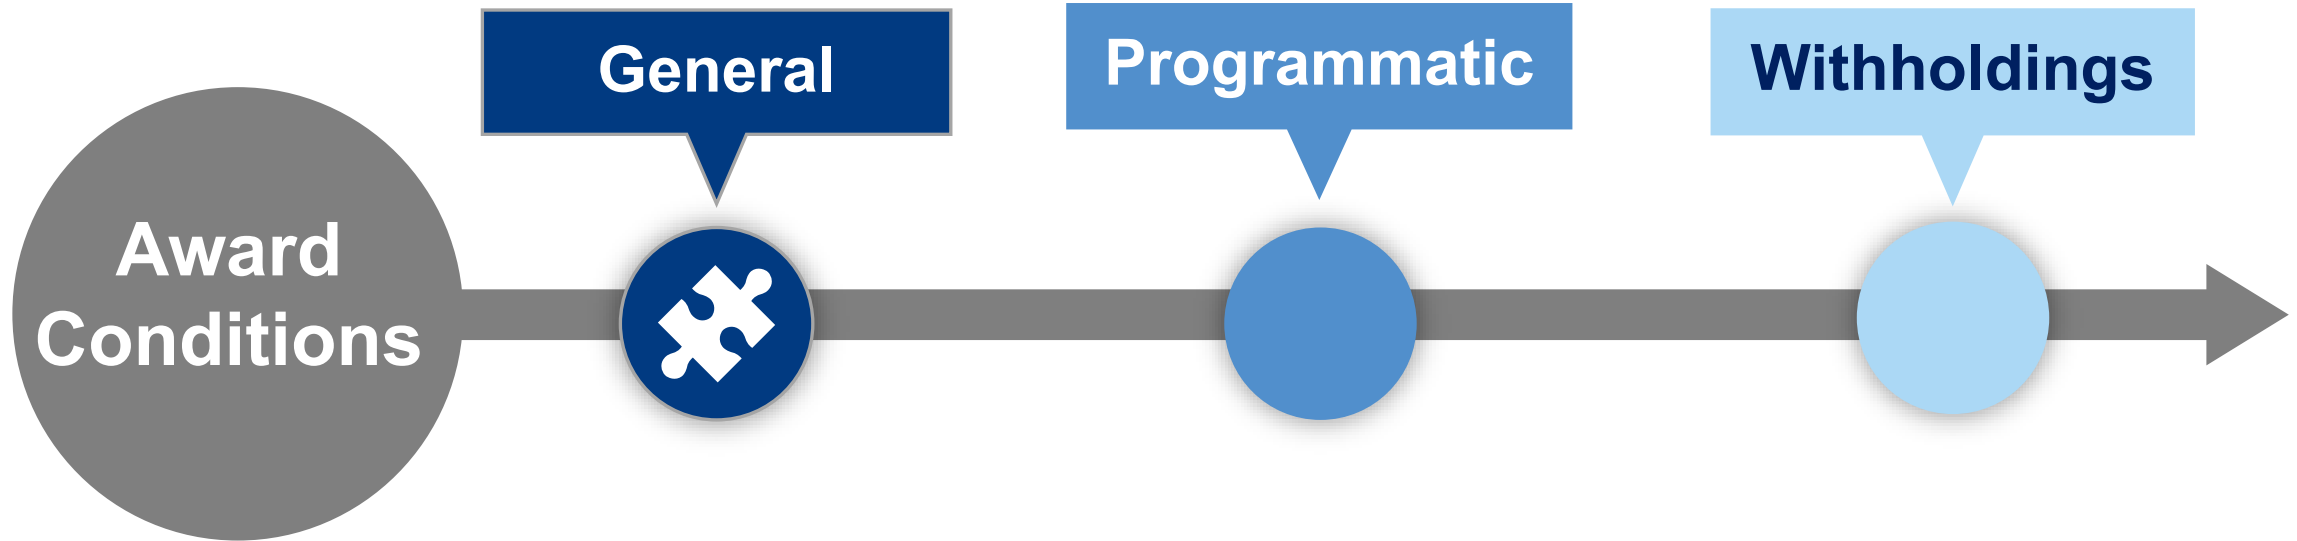 Award
Conditions
General
Programmatic
Withholdings